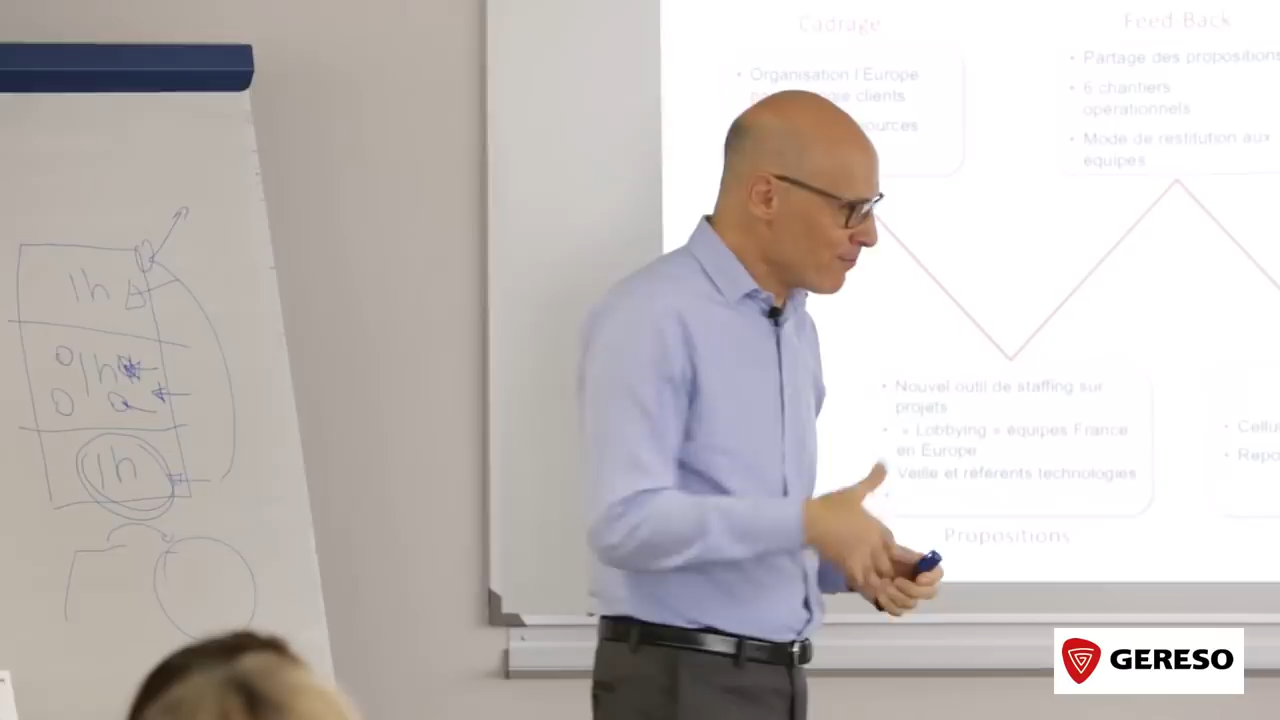 1h
1h
1h
Cadrage
• Organisation l'Europe
clients
• Nouvel outil de staffing sur
projets
• « Lobbying » équipes France
en Europe
Veille et référents technologies
Propositions
Feed-Back
• Partage des propositions
• 6 chantiers
opérationnels
• Mode de restitution aux
équipes
GERESO